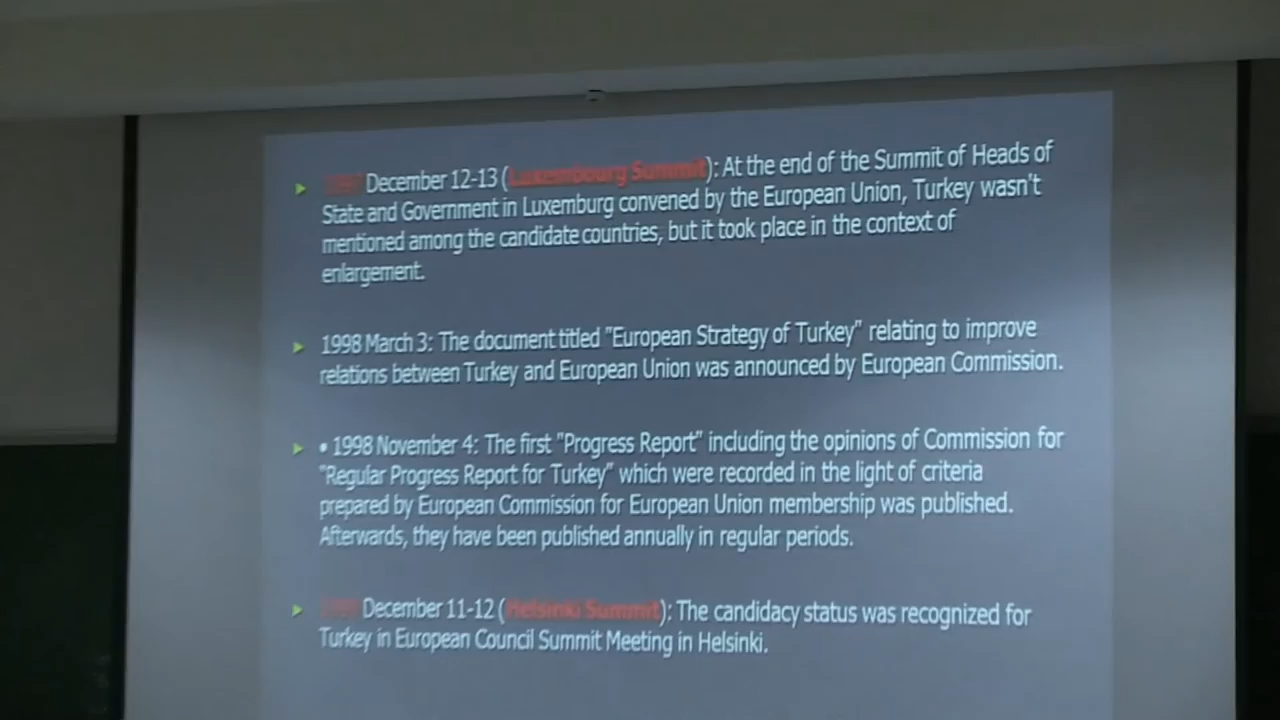 1997 December 12-13 (Luxembourg Summit): At the end of the Summit of Heads of
State and Government in Luxemburg convened by the European Union, Turkey wasn't
mentioned among the candidate countries, but it took place in the context of
enlargement.
1998 March 3: The document titled "European Strategy of Turkey" relating to improve
relations between Turkey and European Union was announced by European Commission.
• 1998 November 4: The first "Progress Report" including the opinions of Commission for
"Regular Progress Report for Turkey" which were recorded in the light of criteria
prepared by European Commission for European Union membership was published.
Afterwards, they have been published annually in regular periods.
December 11-12 (Helsinki Summit): The candidacy status was recognized for
Turkey in European Council Summit Meeting in Helsinki.